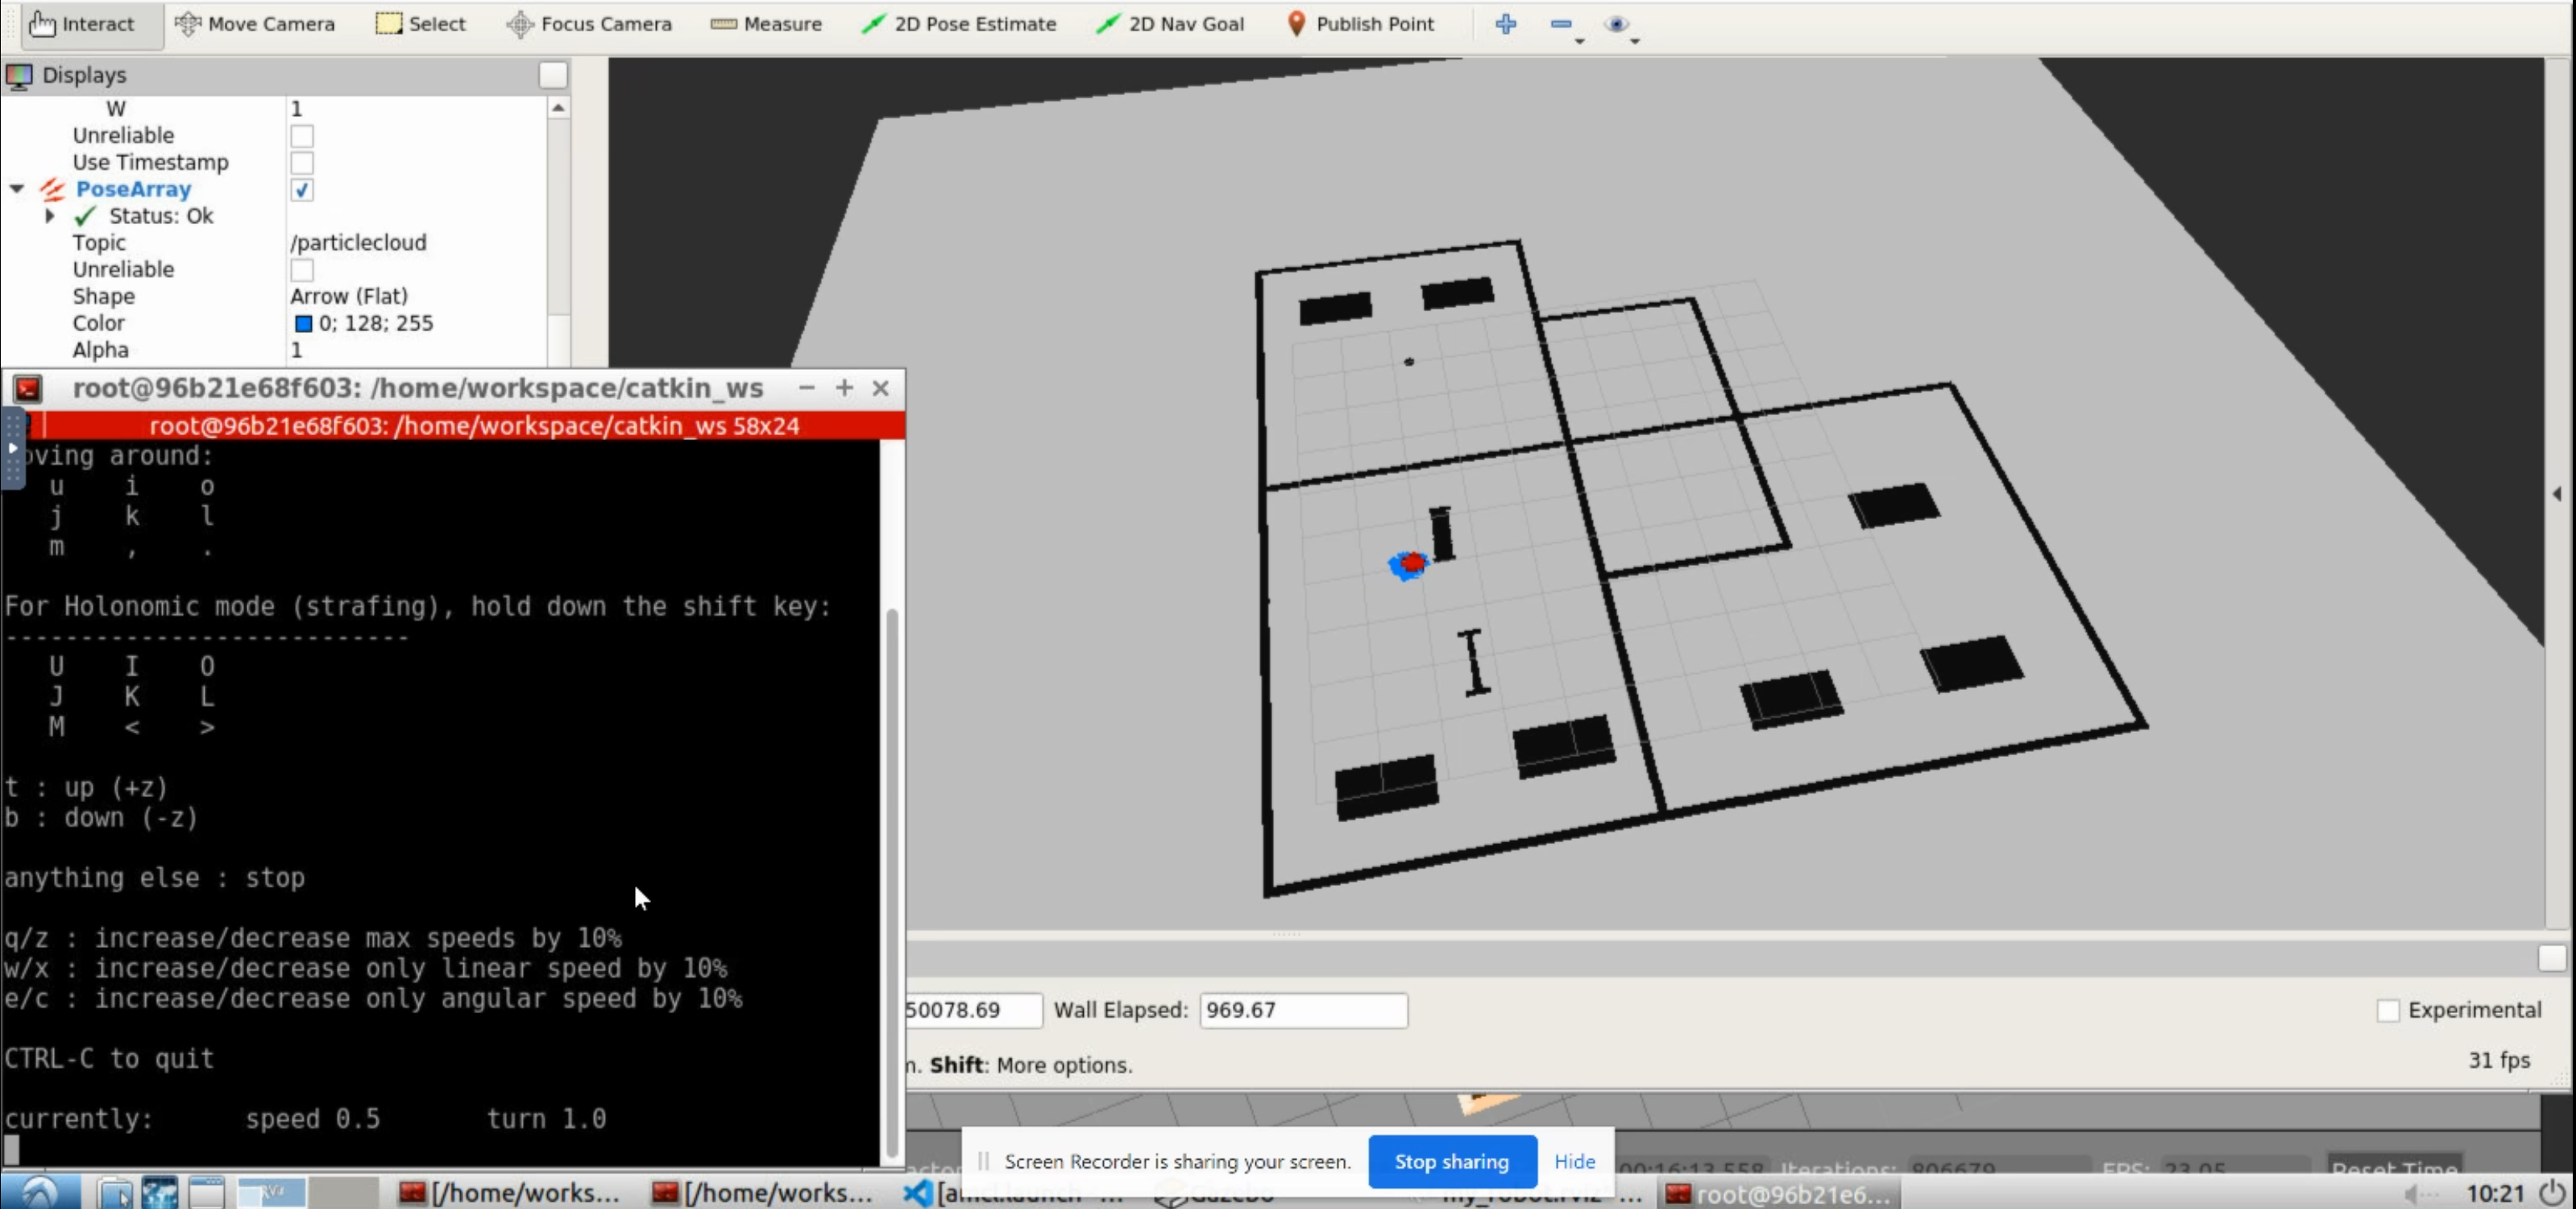 Interact Move Camera Select Focus Camera Measure 2D Pose Estimate 2D Nav Goal Publish Point
Displays
W 1
Unreliable
Use Timestamp
PoseArray
Status: Ok
Topic /particlecloud
Unreliable
Shape Arrow (Flat)
Color 0; 128; 255
Alpha 1
root@96b21e68f603: /home/workspace/catkin_ws
root@96b21e68f603: /home/workspace/catkin_ws 58x24
oving around:
u i o
j k l
m , .
For Holonomic mode (strafing), hold down the shift key:
---------------------------
U I O
J K L
M < >
t : up (+z)
b : down (-z)
anything else : stop
q/z : increase/decrease max speeds by 10%
w/x : increase/decrease only linear speed by 10%
e/c : increase/decrease only angular speed by 10%
CTRL-C to quit
currently: speed 0.5 turn 1.0
50078.69 Wall Elapsed: 969.67 Experimental
n. Shift: More options. 31 fps
Screen Recorder is sharing your screen. Stop sharing Hide
00:16:13.558 Iterations: 806679 FPS: 23.05 Reset Time
[/home/works... [/home/works... [amcl.launch -... Gazebo my_robot.rviz* ... root@96b21e6... 10:21